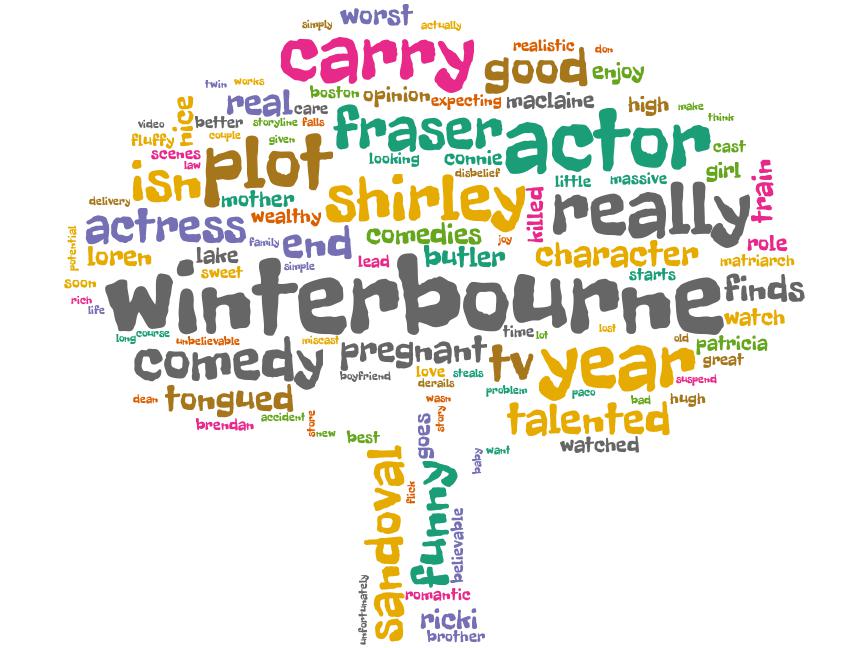 worst
simply
actually
carry
realistic
don
good
enjoy
twin
works
boston
opinion
expecting
maclaine
high
make
real
care
nice
video
better
storyline
falls
fraser
actor
think
fluffy
couple
given
plot
scenes
law
looking
connie
cast
disbelief
girl
isn
little
massive
train
delivery
mother
shirley
killed
really
wealthy
actress
potential
family
end
comedies
joy
role
loren
lake
lead
butler
character
matriarch
sweet
simple
starts
soon
winterbourne
finds
rich
life
watch
long
course
unbelievable
miscast
time
lot
lost
old
patricia
comedy
pregnant
tv
year
great
boyfriend
love
steals
suspend
derails
problem
paco
bad
hugh
dean
tongued
wasn
brendan
accident
store
new
best
goes
story
talented
watched
sandoval
funny
baby
want
flick
believable
unfortunately
romantic
ricki
brother